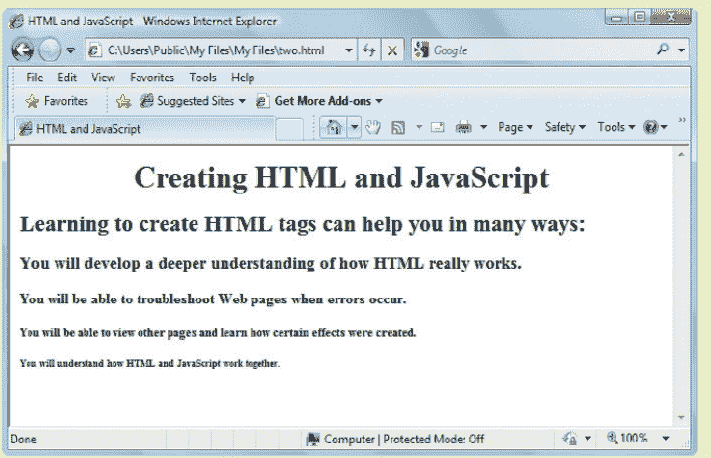 HTML and JavaScript - Windows Internet Explorer
C:\Users\Public\My Files\My Files\two.html
Google
File Edit View Favorites Tools Help
Favorites Suggested Sites Get More Add-ons
HTML and JavaScript Page Safety Tools »
Creating HTML and JavaScript
Learning to create HTML tags can help you in many ways:
You will develop a deeper understanding of how HTML really works.
You will be able to troubleshoot Web pages when errors occur.
You will be able to view other pages and learn how certain effects were created.
You will understand how HTML and JavaScript work together.
Done Computer | Protected Mode: Off 100%